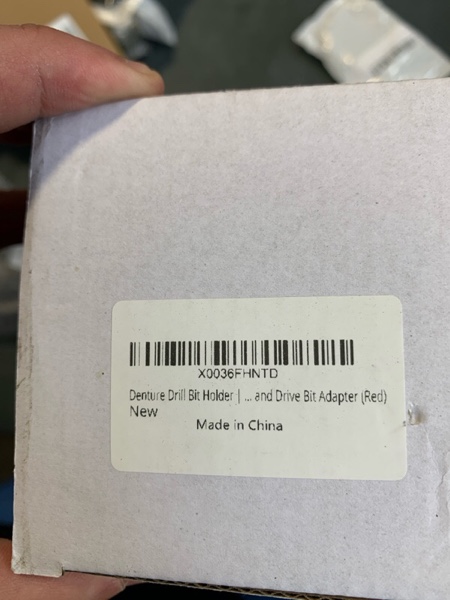 X0036FHNTD
Denture Drill Bit Holder | ... and Drive Bit Adapter (Red)
New
Made in China